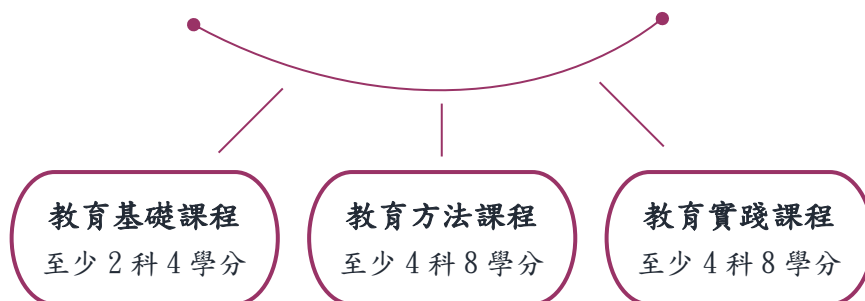 教育基礎課程
至少 2 科 4 學分
教育方法課程
至少 4 科 8 學分
教育實踐課程
至少 4 科 8 學分